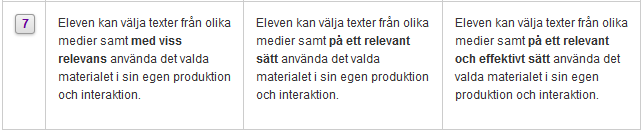 7
Eleven kan välja texter från olika
medier samt med viss
relevans använda det valda
materialet i sin egen produktion
och interaktion.
Eleven kan välja texter från olika
medier samt på ett relevant
sätt använda det valda
materialet i sin egen produktion
och interaktion.
Eleven kan välja texter från olika
medier samt på ett relevant
och effektivt sätt använda det
valda materialet i sin egen
produktion och interaktion.